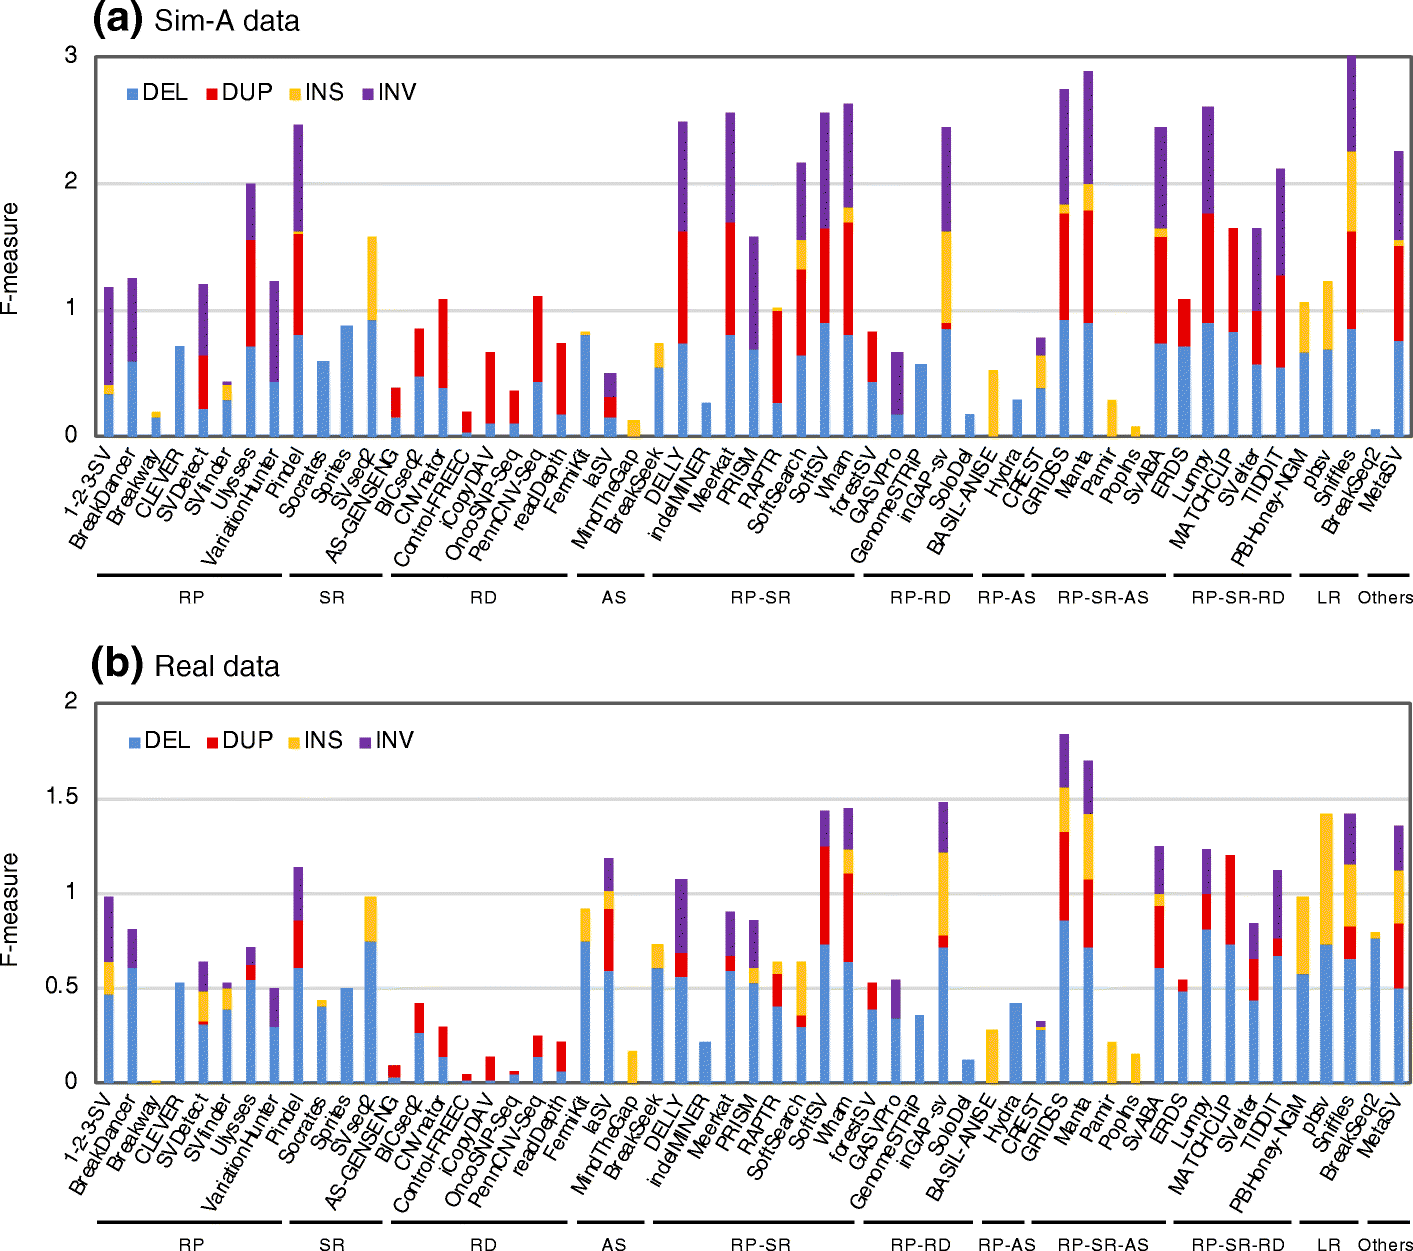 (a) Sim-A data
3
DEL DUP INS INV
2
F-measure
1
0
1-2-3-SV
BreakDancer
Breakway
CLEVER
SVDetect
SVfinder
Ulysses
VariationHunter
Pindel
Socrates
Sprites
SVseq2
AS-GENSENG
BICseq2
CNVnator
Control-FREEC
iCopyDAV
OncoSNP-Seq
PennCNV-Seq
readDepth
FermiKit
laSV
MindTheGap
BreakSeek
DELLY
indelMINER
Meerkat
PRISM
RAPTR
SoftSearch
SoftSV
Wham
forestSV
GASVPro
GenomeSTRiP
inGAP-sv
SoloDel
BASIL-ANISE
Hydra
CREST
GRIDSS
Manta
Pamir
PopIns
SvABA
ERDS
Lumpy
MATCHCLIP
SVelter
TIDDIT
PBHoney-NGM
pbsv
Sniffles
BreakSeq2
MetaSV
RP SR RD AS RP-SR RP-RD RP-AS RP-SR-AS RP-SR-RD LR Others
(b) Real data
2
DEL DUP INS INV
1.5
1
F-measure
0.5
0
1-2-3-SV
BreakDancer
Breakway
CLEVER
SVDetect
SVfinder
Ulysses
VariationHunter
Pindel
Socrates
Sprites
SVseq2
AS-GENSENG
BICseq2
CNVnator
Control-FREEC
iCopyDAV
OncoSNP-Seq
PennCNV-Seq
readDepth
FermiKit
laSV
MindTheGap
BreakSeek
DELLY
indelMINER
Meerkat
PRISM
RAPTR
SoftSearch
SoftSV
Wham
forestSV
GASVPro
GenomeSTRiP
inGAP-sv
SoloDel
BASIL-ANISE
Hydra
CREST
GRIDSS
Manta
Pamir
PopIns
SvABA
ERDS
Lumpy
MATCHCLIP
SVelter
TIDDIT
PBHoney-NGM
pbsv
Sniffles
BreakSeq2
MetaSV
RP SR RD AS RP-SR RP-RD RP-AS RP-SR-AS RP-SR-RD LR Others